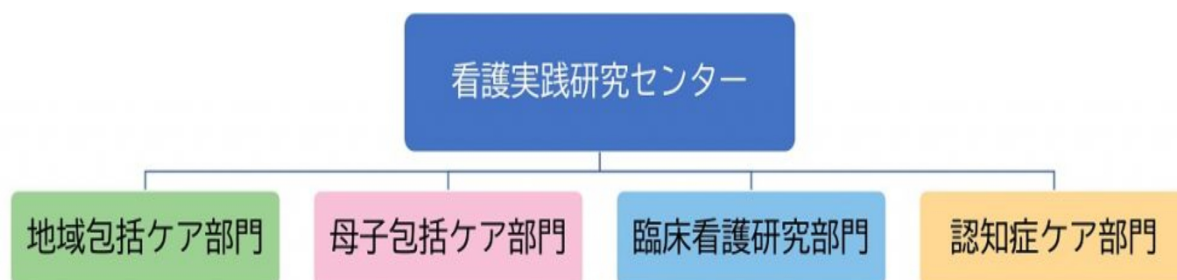 看護実践研究センター
地域包括ケア部門
母子包括ケア部門
臨床看護研究部門
認知症ケア部門